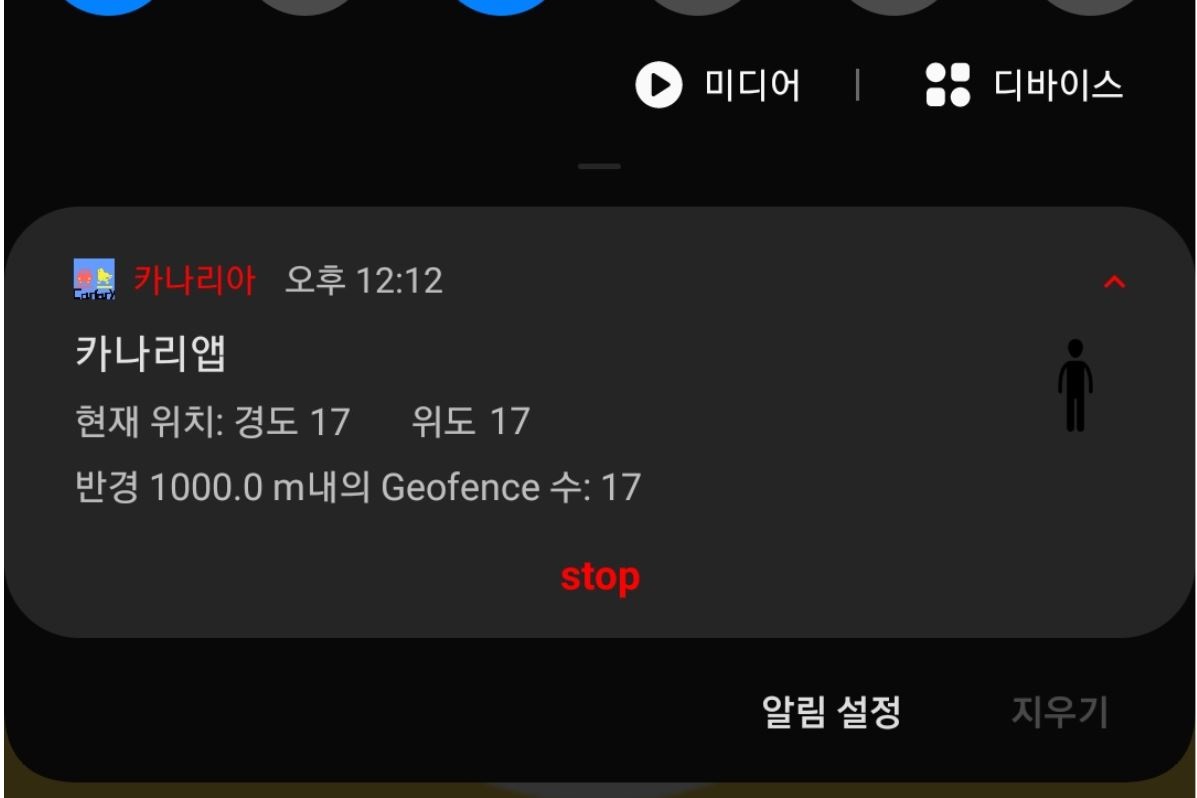 미디어 | 디바이스
카나리아 오후 12:12
카나리앱
현재 위치: 경도 17 위도 17
반경 1000.0 m내의 Geofence 수: 17
stop
알림 설정 지우기